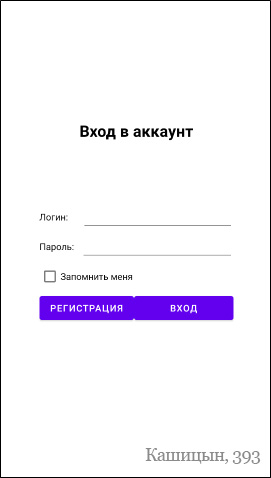 Вход в аккаунт
Логин:
Пароль:
Запомнить меня
РЕГИСТРАЦИЯ ВХОД
Кашицын, 393